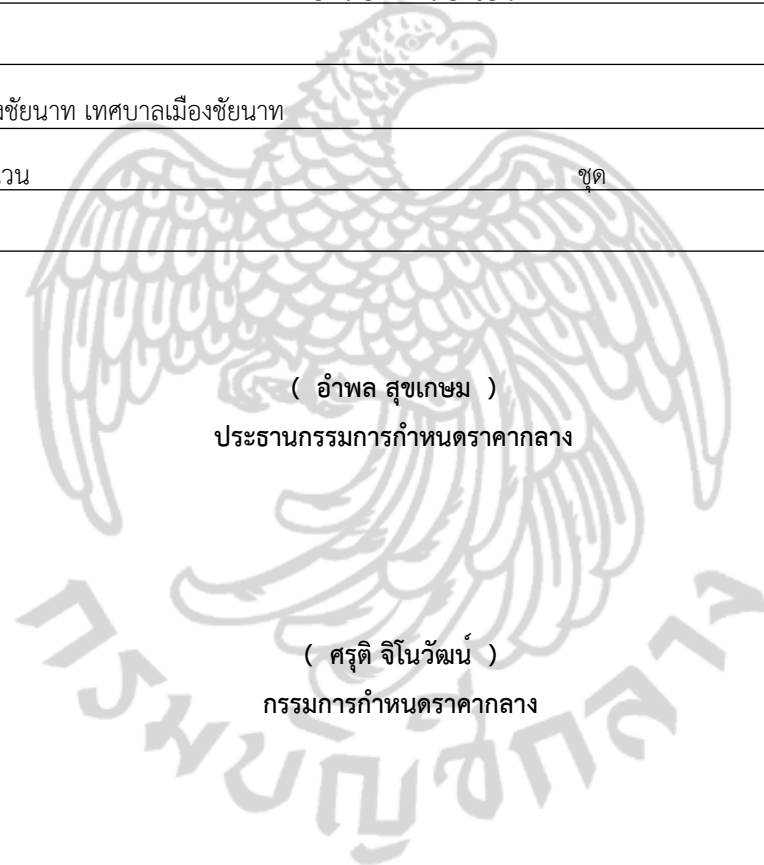 งชัยนาท เทศบาลเมืองชัยนาท
ชุด
( อำพล สุขเกษม )
ประธานกรรมการกำหนดราคากลาง
( ศรุติ จิโนวัฒน์ )
กรรมการกำหนดราคากลาง
กรมบัญชีกลาง